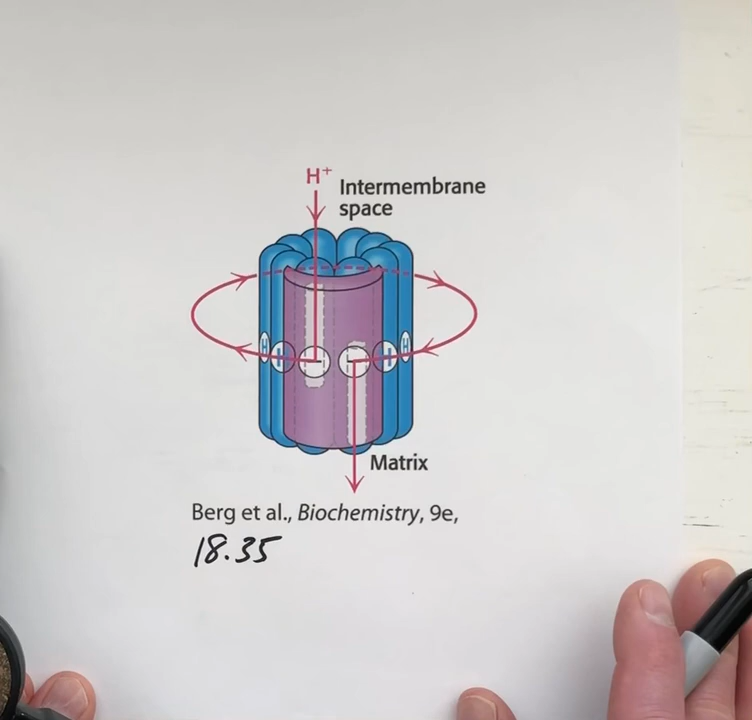 H⁺
Intermembrane
space
H H H H
Matrix
Berg et al., Biochemistry, 9e,
18.35